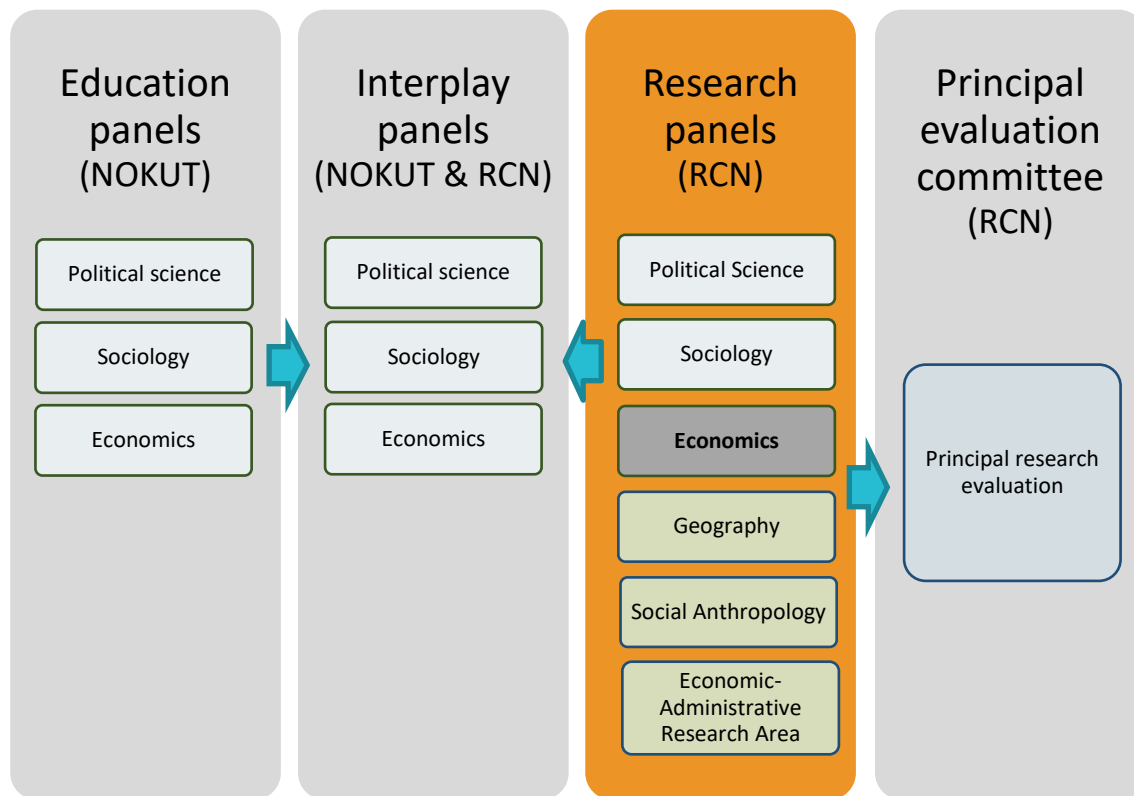 Education
panels
(NOKUT)
Political science
Sociology
Economics
Interplay
panels
(NOKUT & RCN)
Political science
Sociology
Economics
Research
panels
(RCN)
Political Science
Sociology
Economics
Geography
Social Anthropology
Economic-
Administrative
Research Area
Principal
evaluation
committee
(RCN)
Principal research
evaluation